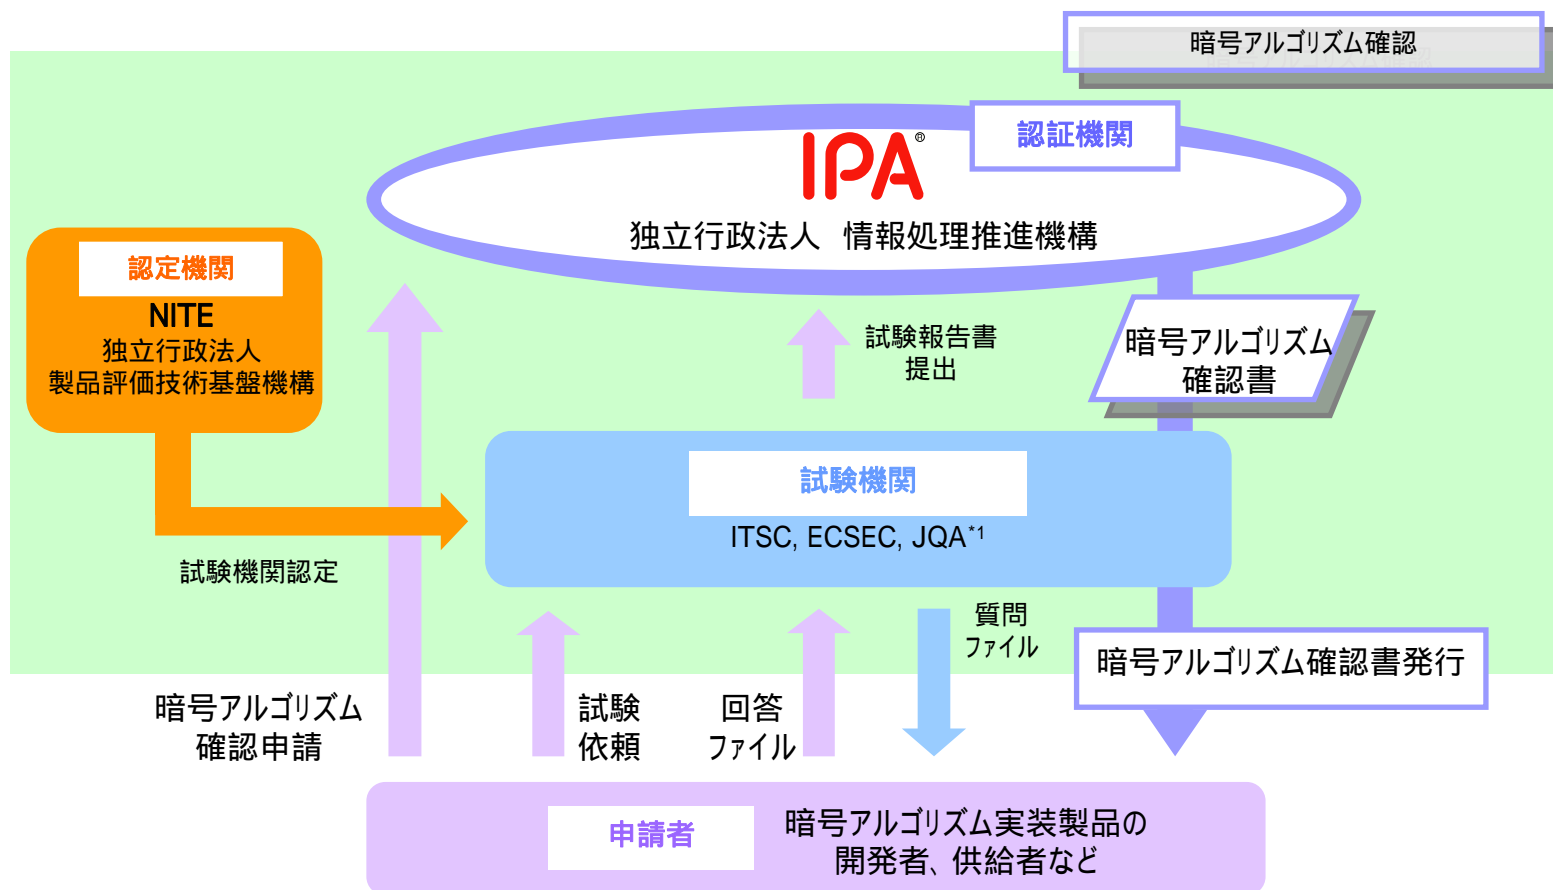 暗号アルゴリズム確認
認証機関
IPA®
独立行政法人 情報処理推進機構
認定機関
NITE
独立行政法人
製品評価技術基盤機構
試験報告書
提出
暗号アルゴリズム
確認書
試験機関
ITSC, ECSEC, JQA*1
試験機関認定
質問
ファイル
暗号アルゴリズム確認書発行
暗号アルゴリズム
確認申請
試験
依頼
回答
ファイル
申請者
暗号アルゴリズム実装製品の
開発者、供給者など